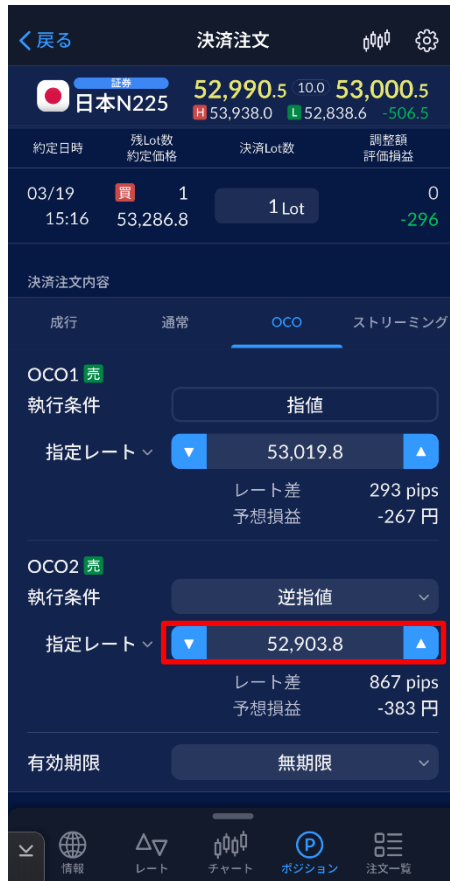 戻る 決済注文
証券
日本N225 52,990.5 10.0 53,000.5
H 53,938.0 L 52,838.6 -506.5
約定日時 残Lot数 約定価格 決済Lot数 調整額 評価損益
03/19 買 1 1 Lot 0
15:16 53,286.8 -296
決済注文内容
成行 通常 OCO ストリーミング
OCO1 売
執行条件 指値
指定レート ▼ 53,019.8 ▲
レート差 293 pips
予想損益 -267 円
OCO2 売
執行条件 逆指値
指定レート ▼ 52,903.8 ▲
レート差 867 pips
予想損益 -383 円
有効期限 無期限
情報 レート チャート P ポジション 注文一覧